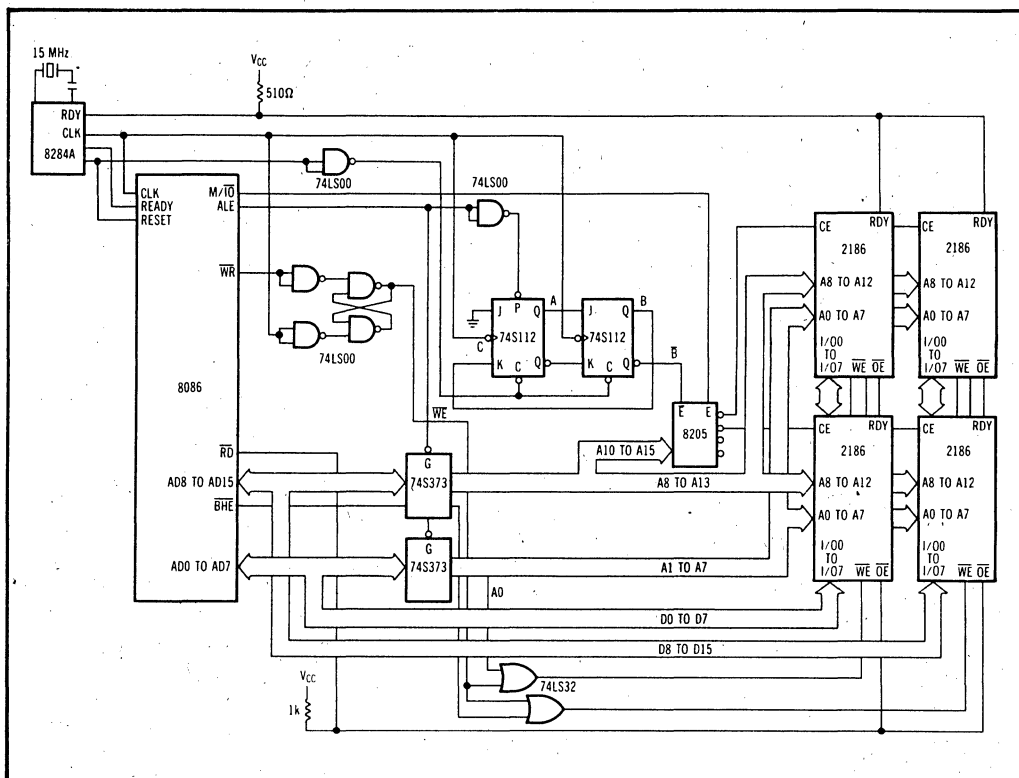 15 MHz
VCC
510Ω
RDY
CLK
8284A
CLK
READY
RESET
M/IO
ALE
WR
8086
RD
AD8 TO AD15
BHE
AD0 TO AD7
74LS00
74LS00
74LS00
J
P
Q
A
74S112
C
K
C
Q
J
Q
B
74S112
K
C
Q
B
WE
E
E
8205
G
74S373
G
74S373
A10 TO A15
A8 TO A13
A1 TO A7
A0
D0 TO D7
D8 TO D15
74LS32
VCC
1k
CE
RDY
2186
A8 TO A12
A0 TO A7
I/O0
TO
I/O7
WE
OE
RDY
CE
2186
A8 TO A12
A0 TO A7
I/O0
TO
I/O7
WE
OE
CE
RDY
2186
A8 TO A12
A0 TO A7
I/O0
TO
I/O7
WE
OE
CE
RDY
2186
A8 TO A12
A0 TO A7
I/O0
TO
I/O7
WE
OE